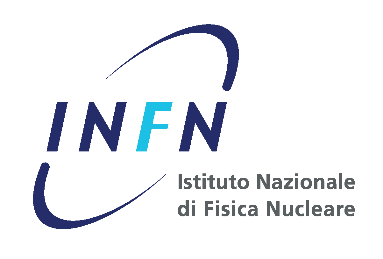 INFN
Istituto Nazionale
di Fisica Nucleare